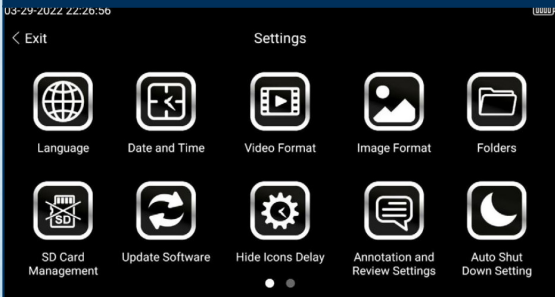 03-29-2022 22:26:56
< Exit
Settings
Language
Date and Time
Video Format
Image Format
Folders
SD
SD Card
Management
Update Software
Hide Icons Delay
Annotation and
Review Settings
Auto Shut
Down Setting